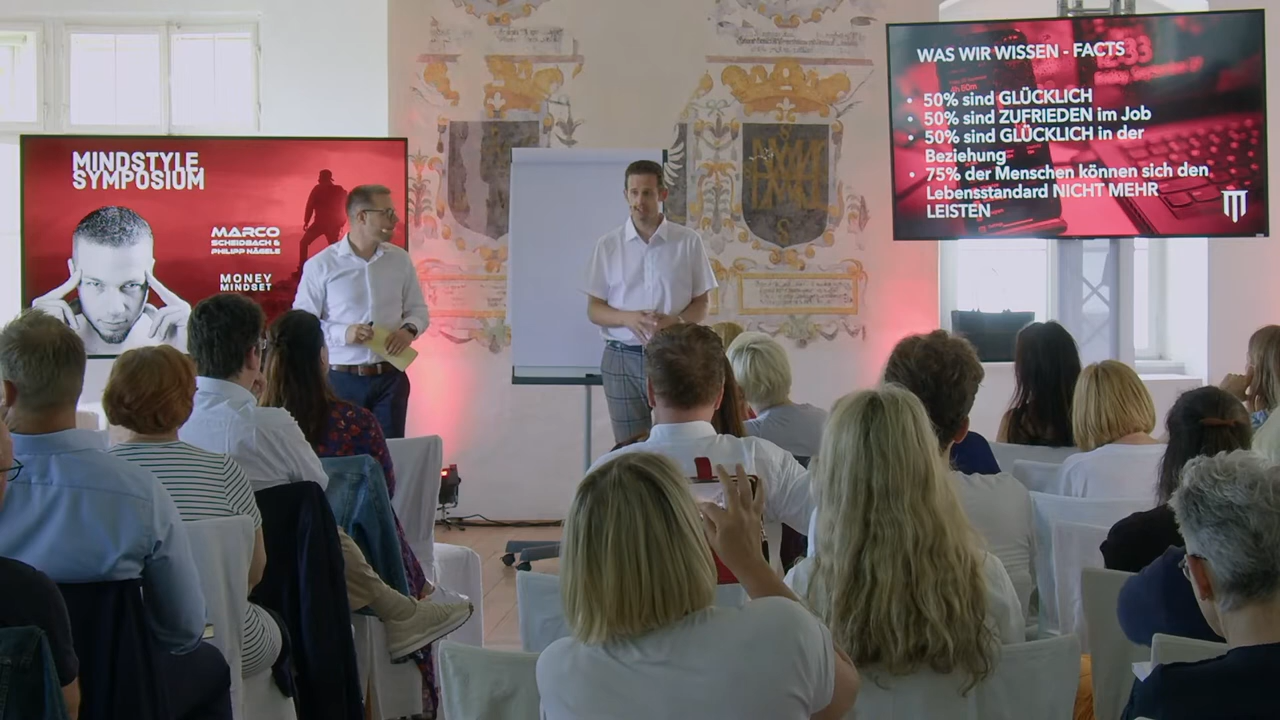 MINDSTYLE
SYMPOSIUM
MARCO
SCHEIDBACH &
PHILIPP NÄGELE
MONEY
MINDSET
WAS WIR WISSEN - FACTS
• 50% sind GLÜCKLICH
• 50% sind ZUFRIEDEN im Job
• 50% sind GLÜCKLICH in der
Beziehung
• 75% der Menschen können sich den
Lebensstandard NICHT MEHR
LEISTEN